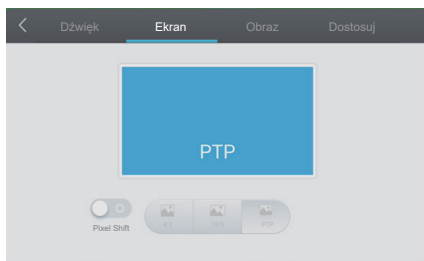 Dźwięk Ekran Obraz Dostosuj
PTP
4:3 16:9 PTP
Pixel Shift